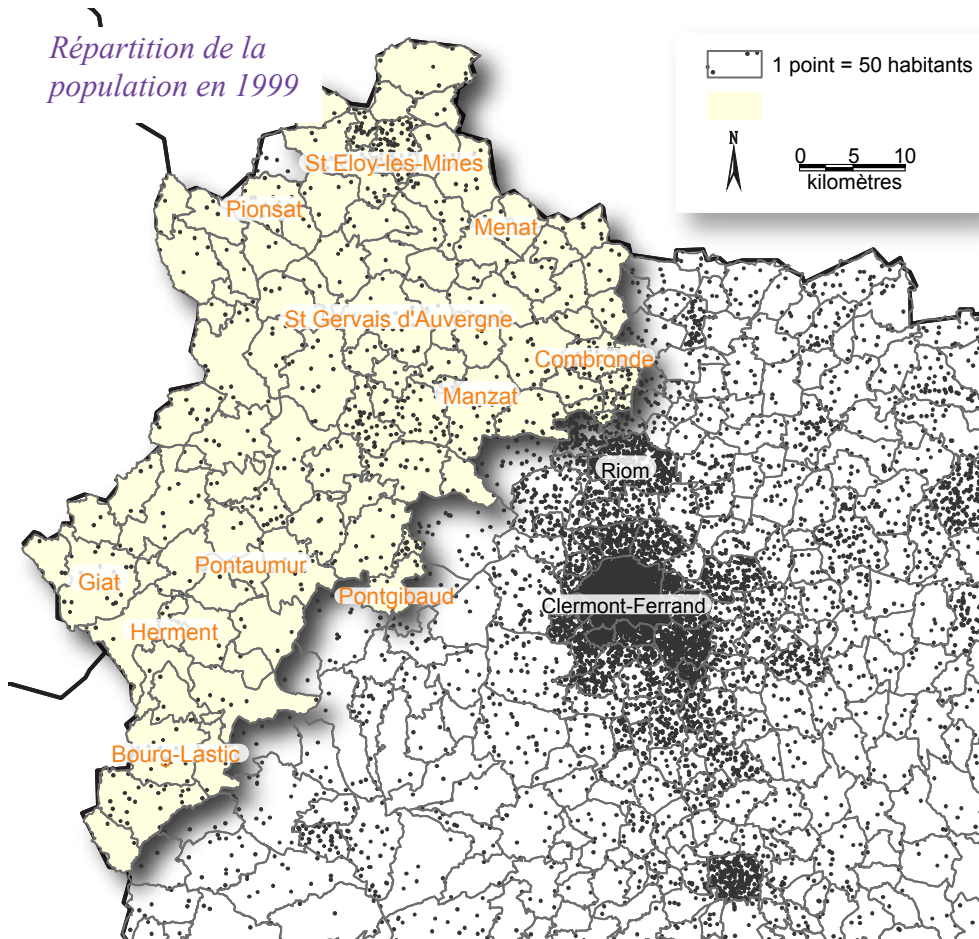 Répartition de la
population en 1999
1 point = 50 habitants
N
0 5 10
kilomètres
St Eloy-les-Mines
Pionsat
Menat
St Gervais d'Auvergne
Combronde
Manzat
Riom
Giat
Pontaumur
Pontgibaud
Clermont-Ferrand
Herment
Bourg-Lastic